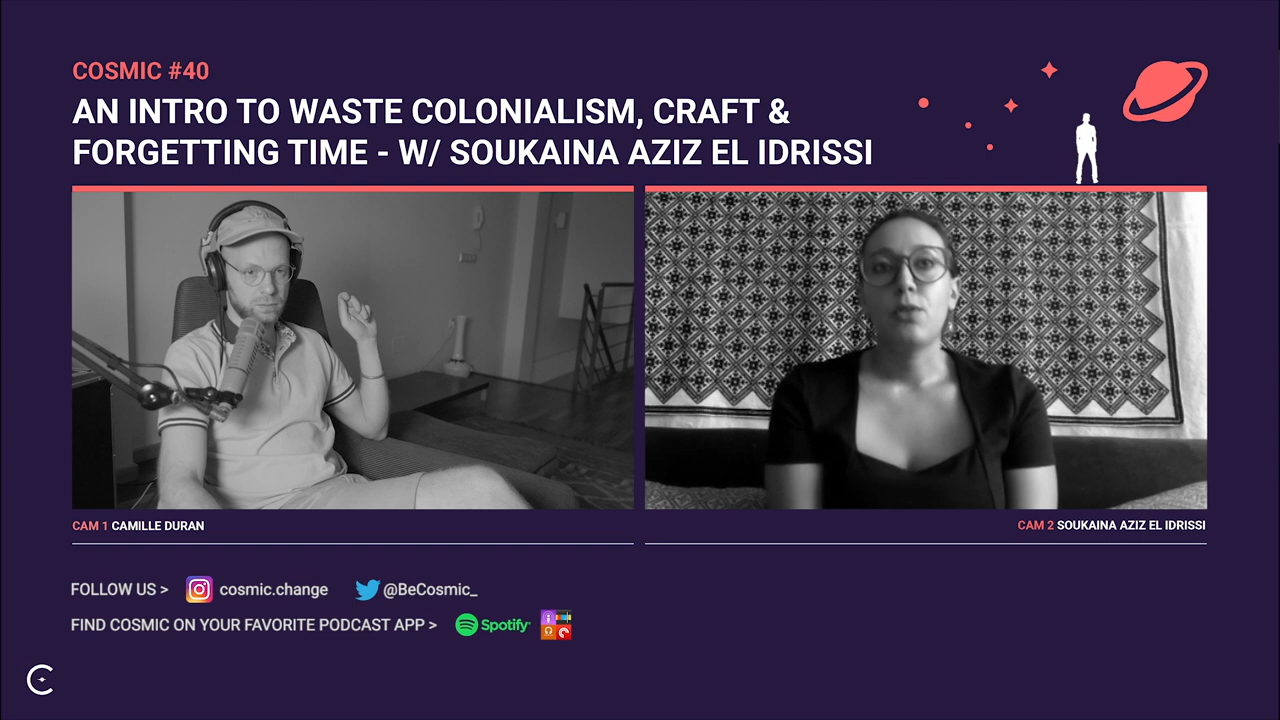 COSMIC #40
AN INTRO TO WASTE COLONIALISM, CRAFT &
FORGETTING TIME - W/ SOUKAINA AZIZ EL IDRISSI
CAM 1 CAMILLE DURAN
CAM 2 SOUKAINA AZIZ EL IDRISSI
FOLLOW US > cosmic.change @BeCosmic_
FIND COSMIC ON YOUR FAVORITE PODCAST APP > Spotify